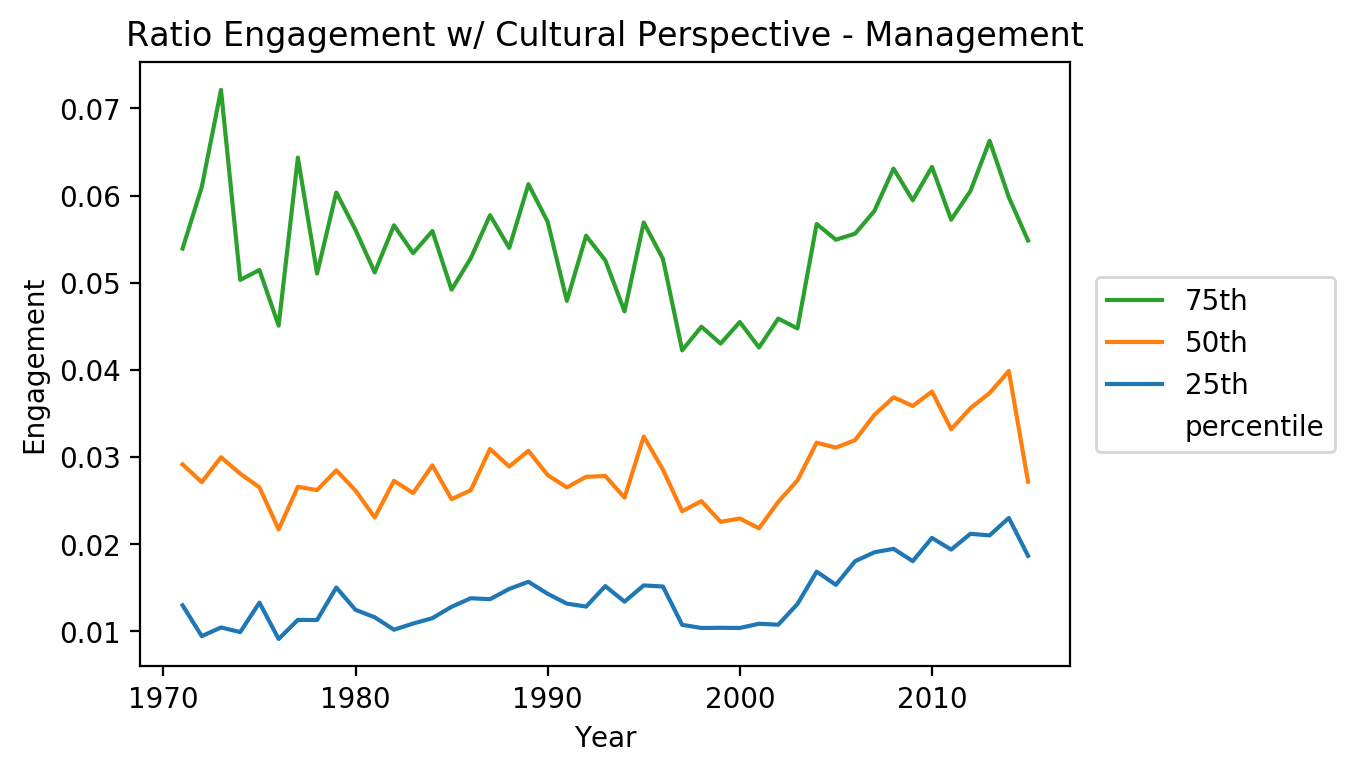 Ratio Engagement w/ Cultural Perspective - Management
0.07
0.06
0.05
0.04
0.03
0.02
0.01
Engagement
1970 1980 1990 2000 2010
Year
75th
50th
25th
percentile